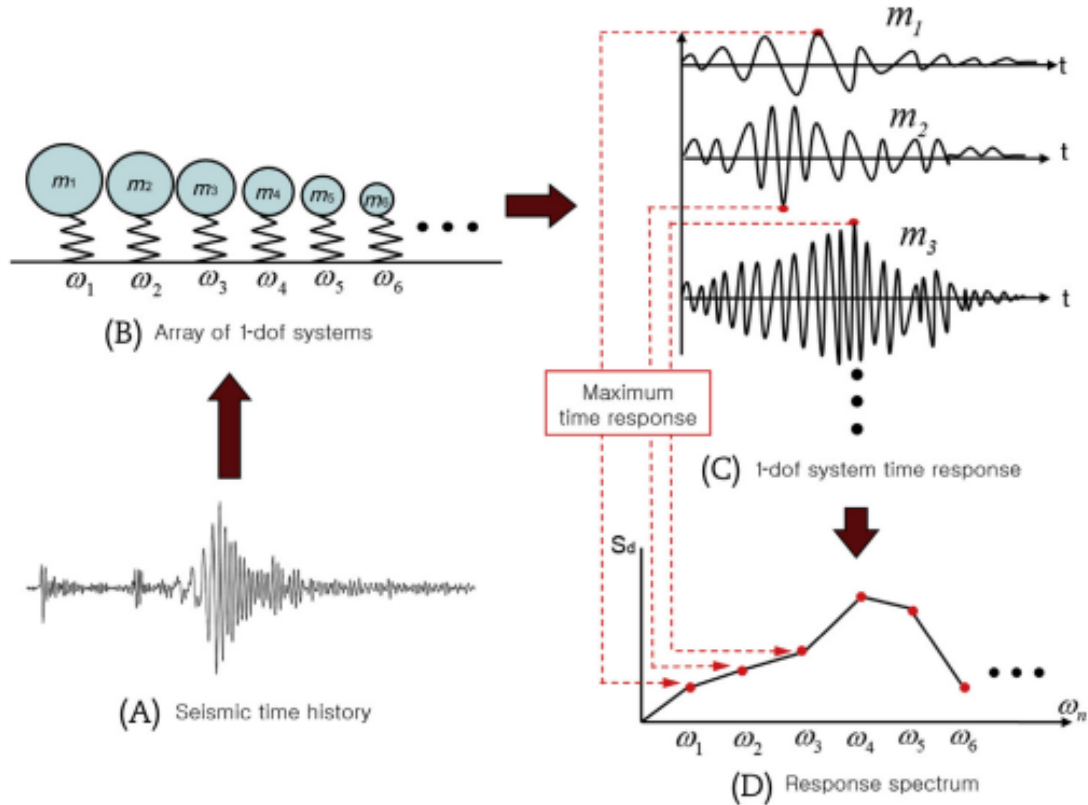 m1 m2 m3 m4 m5 m6
ω1 ω2 ω3 ω4 ω5 ω6
(B) Array of 1-dof systems
(A) Seismic time history
m1
t
m2
t
m3
t
Maximum
time response
(C) 1-dof system time response
Sd
ωn
ω1 ω2 ω3 ω4 ω5 ω6
(D) Response spectrum